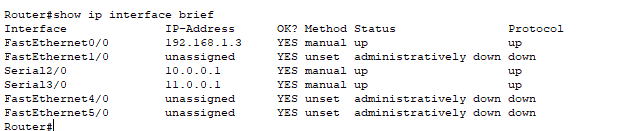 Router#show ip interface brief
Interface              IP-Address      OK? Method Status                Protocol
FastEthernet0/0        192.168.1.3     YES manual up                    up
FastEthernet1/0        unassigned      YES unset  administratively down down
Serial2/0              10.0.0.1        YES manual up                    up
Serial3/0              11.0.0.1        YES manual up                    up
FastEthernet4/0        unassigned      YES unset  administratively down down
FastEthernet5/0        unassigned      YES unset  administratively down down
Router#